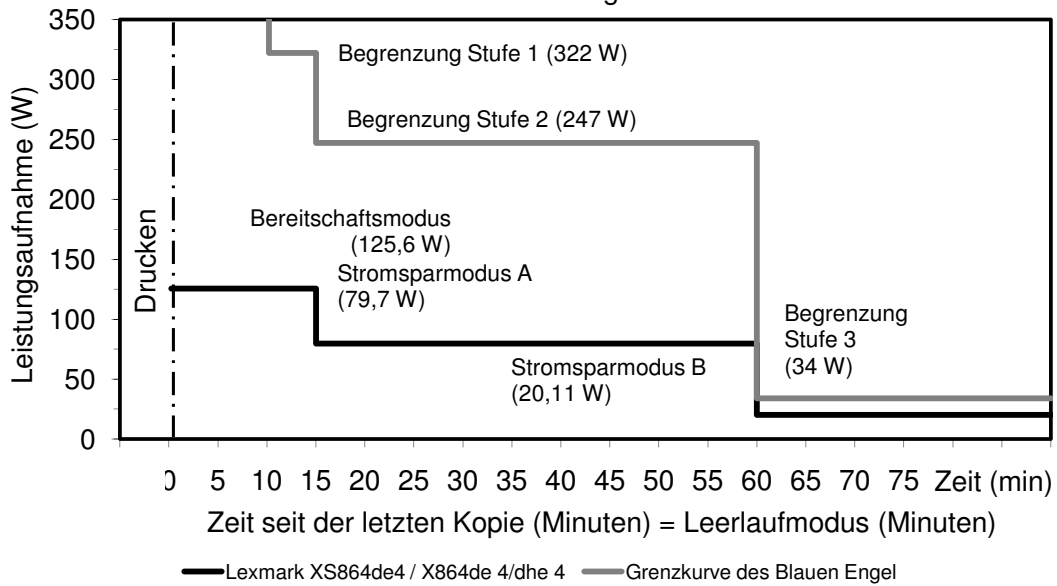 350
300
250
200
150
100
50
0
Leistungsaufnahme (W)
Drucken
Begrenzung Stufe 1 (322 W)
Begrenzung Stufe 2 (247 W)
Bereitschaftsmodus
(125,6 W)
Stromsparmodus A
(79,7 W)
Stromsparmodus B
(20,11 W)
Begrenzung
Stufe 3
(34 W)
0 5 10 15 20 25 30 35 40 45 50 55 60 65 70 75 Zeit (min)
Zeit seit der letzten Kopie (Minuten) = Leerlaufmodus (Minuten)
Lexmark XS864de4 / X864de 4/dhe 4 Grenzkurve des Blauen Engel